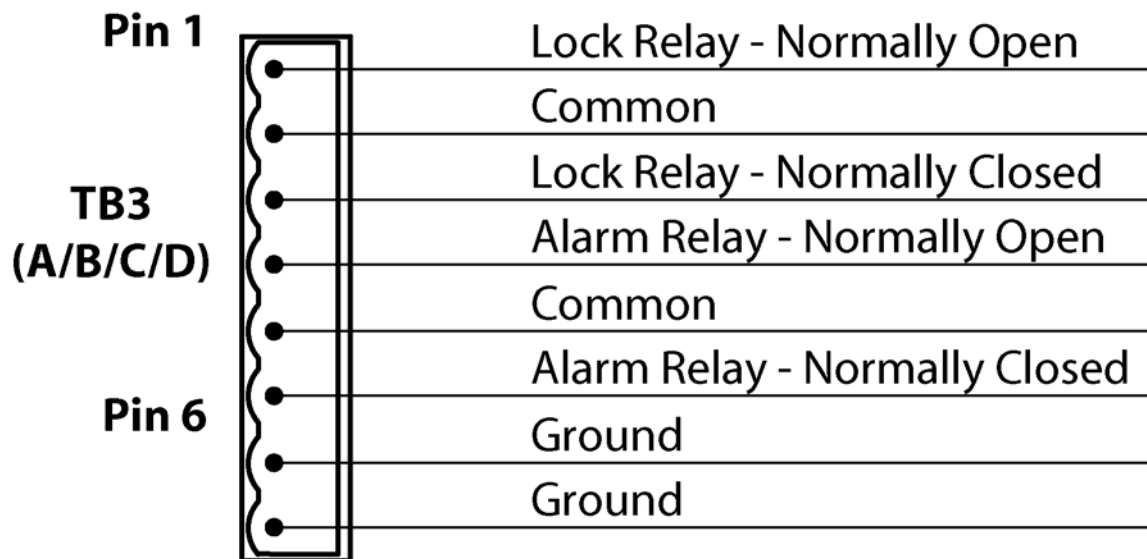 Pin 1
Lock Relay - Normally Open
Common
Lock Relay - Normally Closed
TB3
(A/B/C/D)
Alarm Relay - Normally Open
Common
Alarm Relay - Normally Closed
Pin 6
Ground
Ground